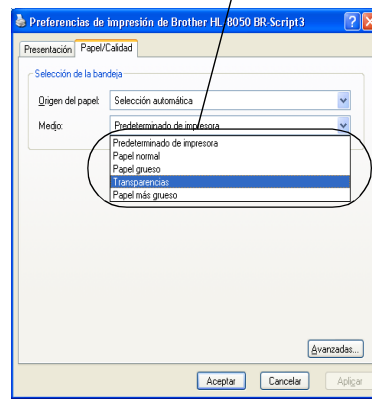 Preferencias de impresión de Brother HL-8050 BR-Script3
Presentación Papel/Calidad
Selección de la bandeja
Origen del papel: Selección automática
Medio: Predeterminado de impresora
Predeterminado de impresora
Papel normal
Papel grueso
Transparencias
Papel más grueso
Avanzadas...
Aceptar Cancelar Aplicar